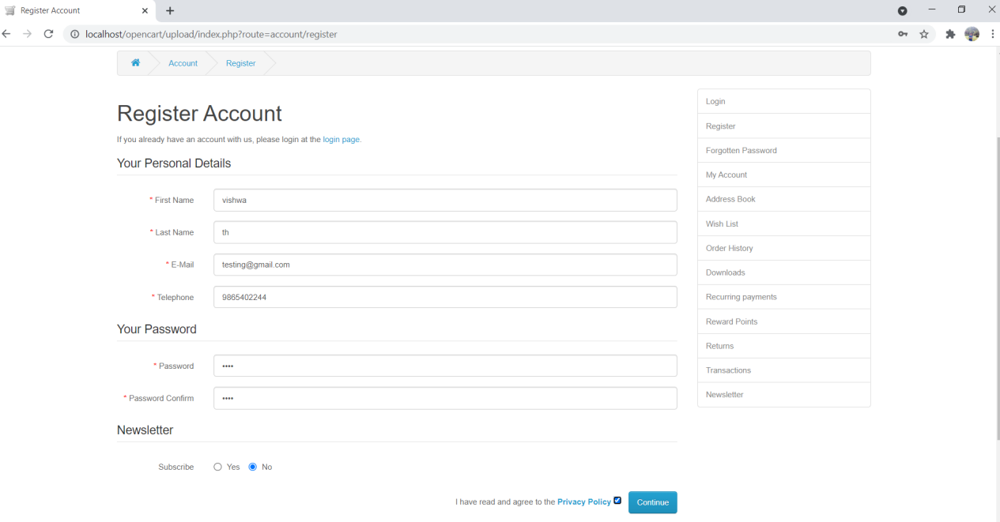 Register Account
localhost/opencart/upload/index.php?route=account/register
Account Register
Register Account
If you already have an account with us, please login at the login page.
Your Personal Details
* First Name vishwa
* Last Name th
* E-Mail testing@gmail.com
* Telephone 9865402244
Your Password
* Password ••••
* Password Confirm ••••
Newsletter
Subscribe Yes No
I have read and agree to the Privacy Policy Continue
Login
Register
Forgotten Password
My Account
Address Book
Wish List
Order History
Downloads
Recurring payments
Reward Points
Returns
Transactions
Newsletter